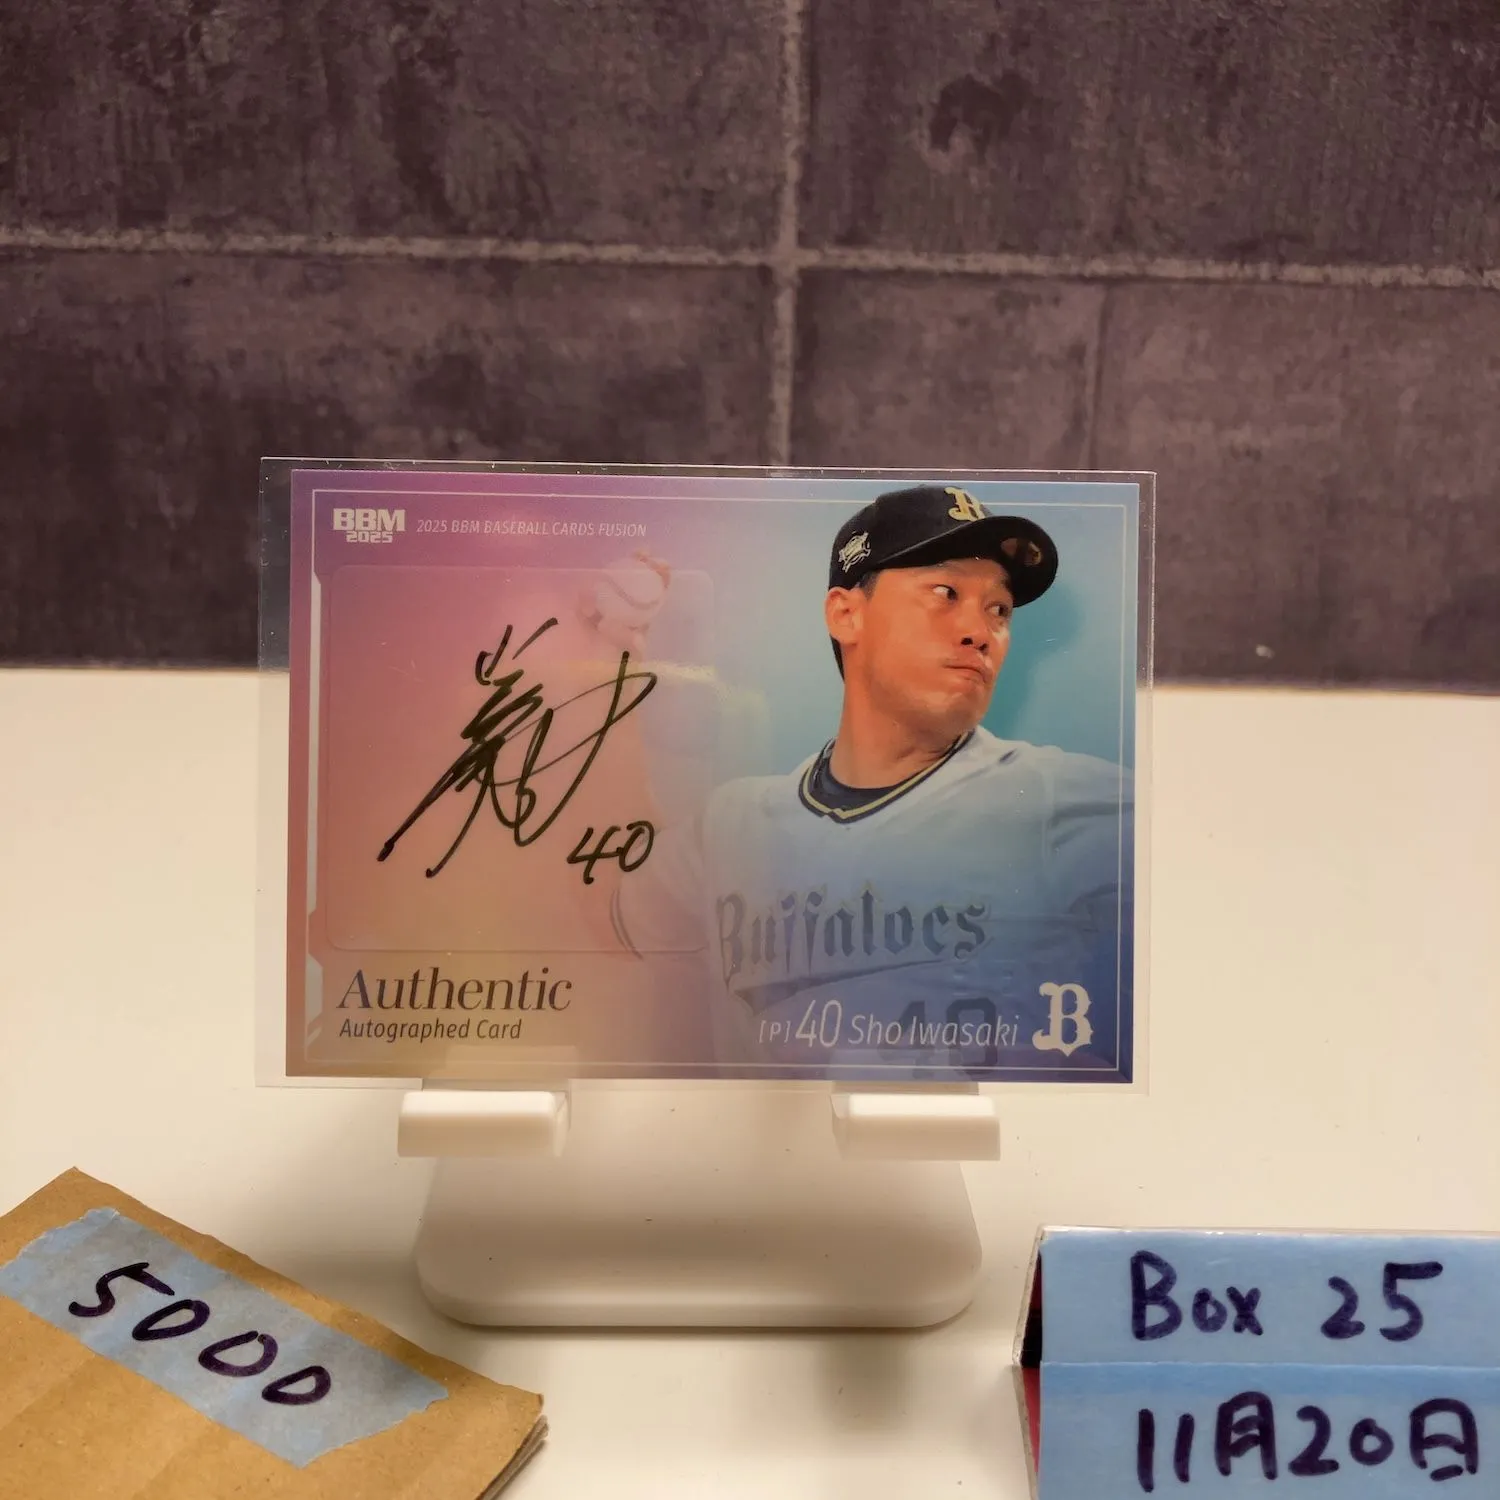 BBM
2025
2025 BBM BASEBALL CARDS FUSION
B
40
Buffaloes
40
Authentic
Autographed Card
[P] 40 Sho Iwasaki
B
5000
Box 25
11月20日